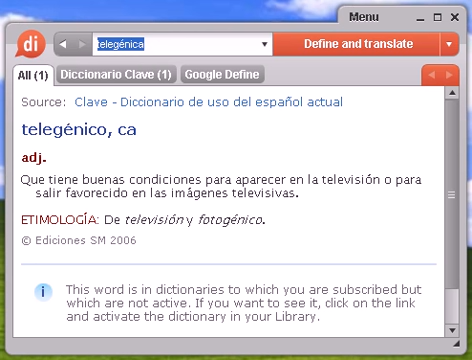 Menu
di
telegénica
Define and translate
All (1)
Diccionario Clave (1)
Google Define
Source: Clave - Diccionario de uso del español actual
telegénico, ca
adj.
Que tiene buenas condiciones para aparecer en la televisión o para
salir favorecido en las imágenes televisivas.
ETIMOLOGÍA: De televisión y fotogénico.
© Ediciones SM 2006
i
This word is in dictionaries to which you are subscribed but
which are not active. If you want to see it, click on the link
and activate the dictionary in your Library.